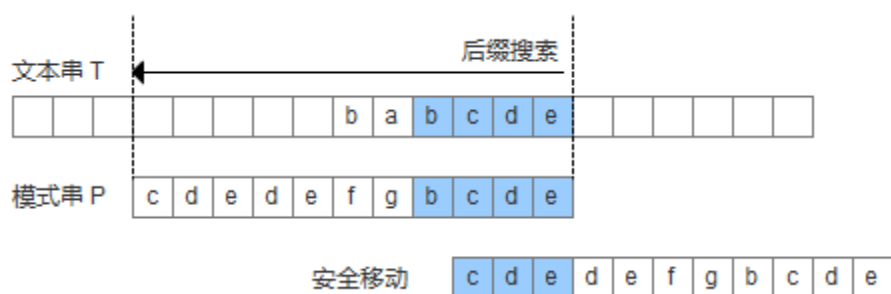 后缀搜索
文本串 T
b a b c d e
模式串 P c d e d e f g b c d e
安全移动 c d e d e f g b c d e